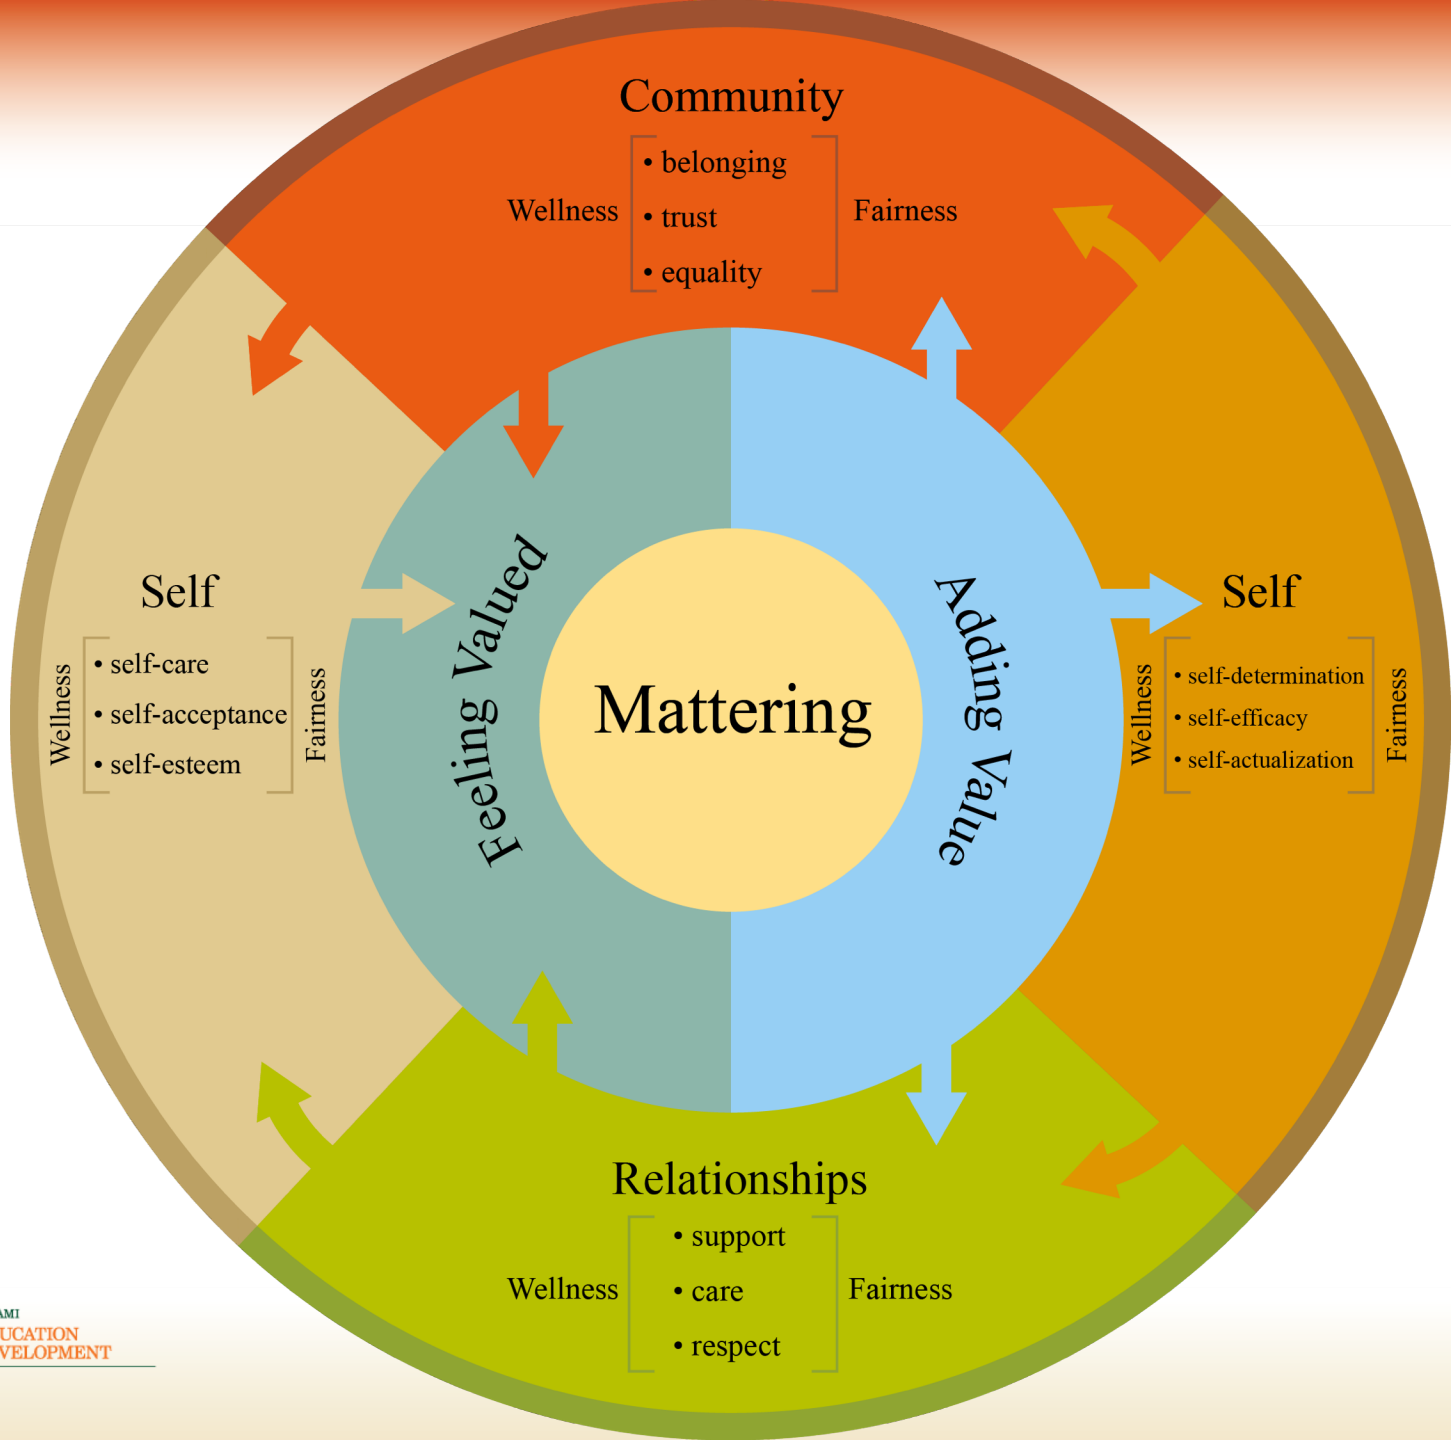 Community
Wellness
• belonging
• trust
• equality
Fairness
Self
Wellness
• self-care
• self-acceptance
• self-esteem
Fairness
Feeling Valued
Mattering
Adding Value
Self
Wellness
• self-determination
• self-efficacy
• self-actualization
Fairness
Relationships
Wellness
• support
• care
• respect
Fairness
AMI
UCATION
VELOPMENT